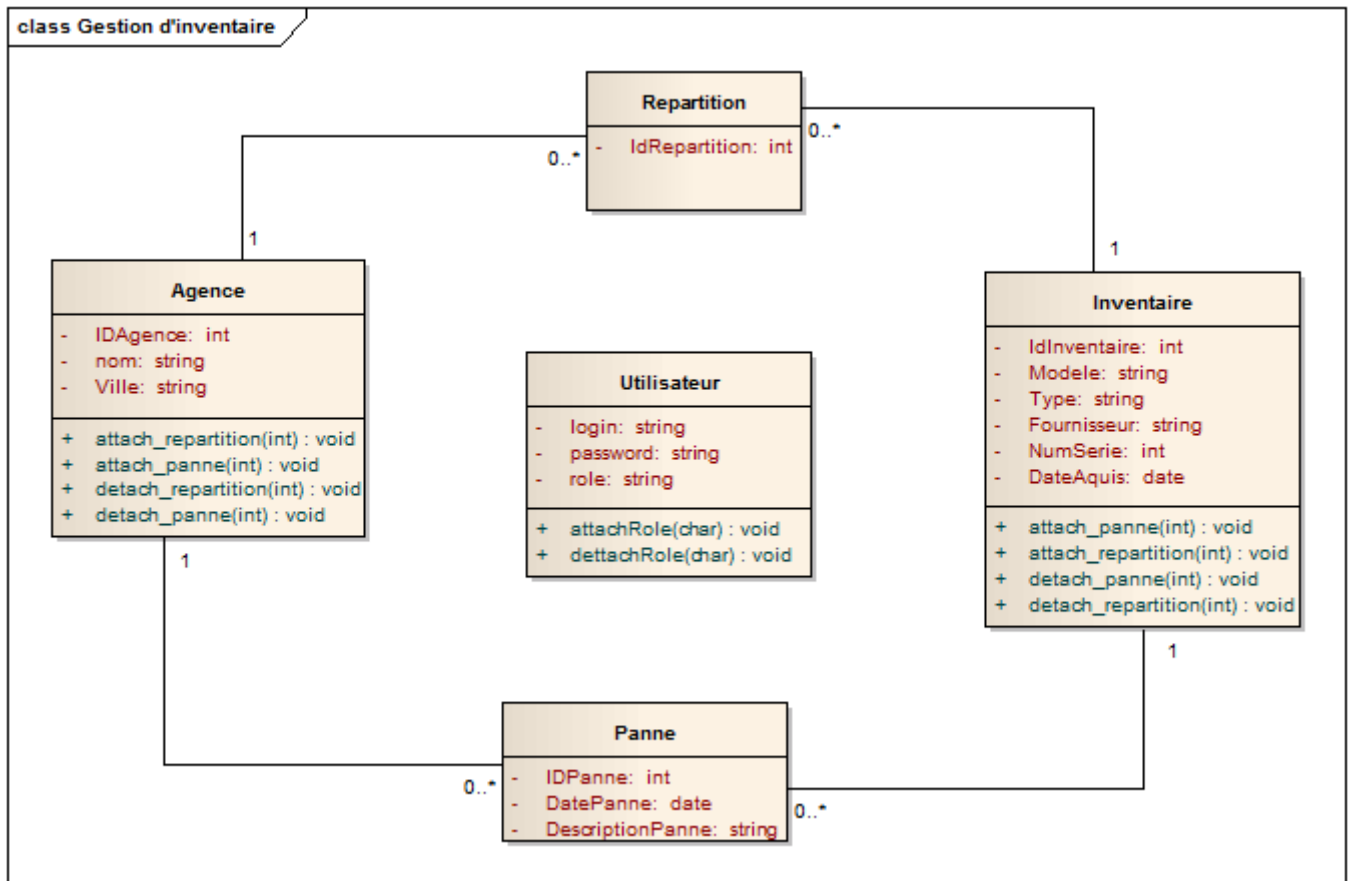 class Gestion d'inventaire
Repartition
- IdRepartition: int
0..*
0..*
1
1
Agence
- IDAgence: int
- nom: string
- Ville: string
+ attach_repartition(int) : void
+ attach_panne(int) : void
+ detach_repartition(int) : void
+ detach_panne(int) : void
1
Utilisateur
- login: string
- password: string
- role: string
+ attachRole(char) : void
+ dettachRole(char) : void
Inventaire
- IdInventaire: int
- Modele: string
- Type: string
- Fournisseur: string
- NumSerie: int
- DateAquis: date
+ attach_panne(int) : void
+ attach_repartition(int) : void
+ detach_panne(int) : void
+ detach_repartition(int) : void
1
Panne
- IDPanne: int
- DatePanne: date
- DescriptionPanne: string
0..*
0..*